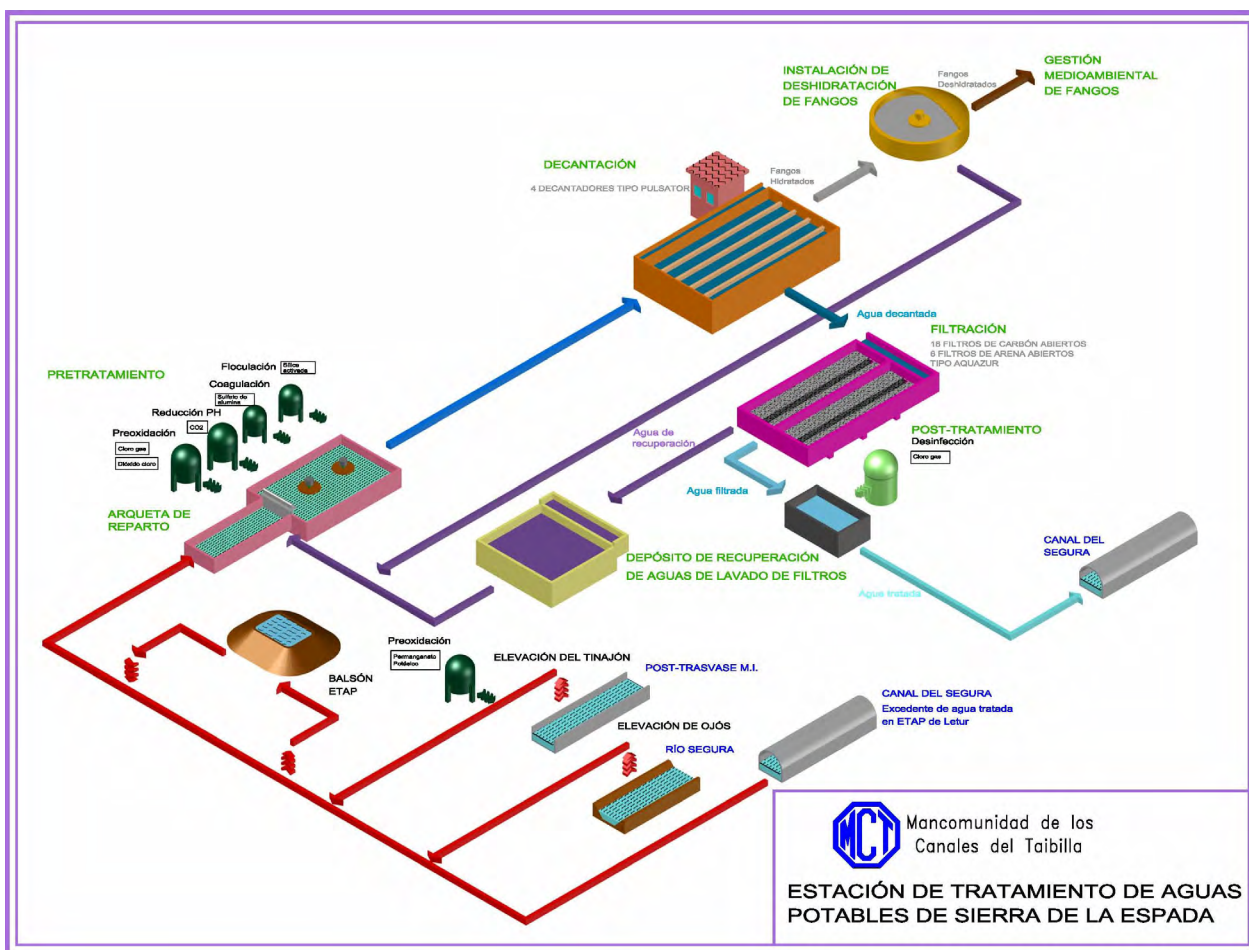 INSTALACIÓN DE
DESHIDRATACIÓN
DE FANGOS
Fangos
Deshidratados
GESTIÓN
MEDIOAMBIENTAL
DE FANGOS
DECANTACIÓN
4 DECANTADORES TIPO PULSATOR
Fangos
Hidratados
Agua decantada
FILTRACIÓN
18 FILTROS DE CARBÓN ABIERTOS
6 FILTROS DE ARENA ABIERTOS
TIPO AQUAZUR
PRETRATAMIENTO
Floculación
Sílice
activada
Coagulación
Sulfato de
alumina
Reducción PH
CO2
Preoxidación
Cloro gas
Dióxido cloro
ARQUETA DE
REPARTO
Agua de
recuperación
POST-TRATAMIENTO
Desinfección
Cloro gas
Agua filtrada
DEPÓSITO DE RECUPERACIÓN
DE AGUAS DE LAVADO DE FILTROS
Agua tratada
CANAL DEL
SEGURA
BALSÓN
ETAP
Preoxidación
Permanganato
Potásico
ELEVACIÓN DEL TINAJÓN
POST-TRASVASE M.I.
ELEVACIÓN DE OJÓS
RÍO SEGURA
CANAL DEL SEGURA
Excedente de agua tratada
en ETAP de Letur
MCT
Mancomunidad de los
Canales del Taibilla
ESTACIÓN DE TRATAMIENTO DE AGUAS
POTABLES DE SIERRA DE LA ESPADA